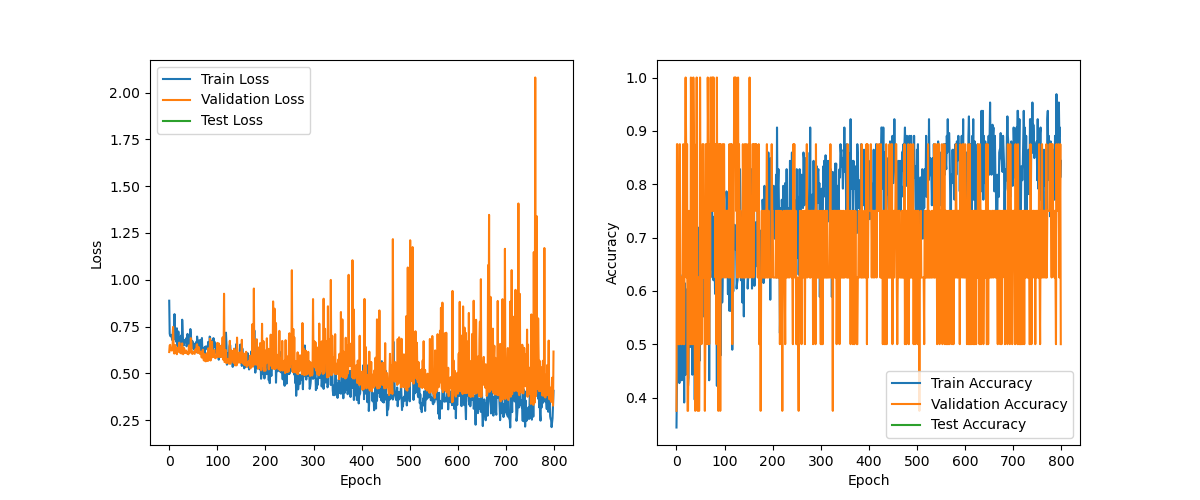 Train Loss
Validation Loss
Test Loss
2.00
1.75
1.50
1.25
1.00
0.75
0.50
0.25
Loss
0 100 200 300 400 500 600 700 800
Epoch
1.0
0.9
0.8
0.7
0.6
0.5
0.4
Accuracy
Train Accuracy
Validation Accuracy
Test Accuracy
0 100 200 300 400 500 600 700 800
Epoch